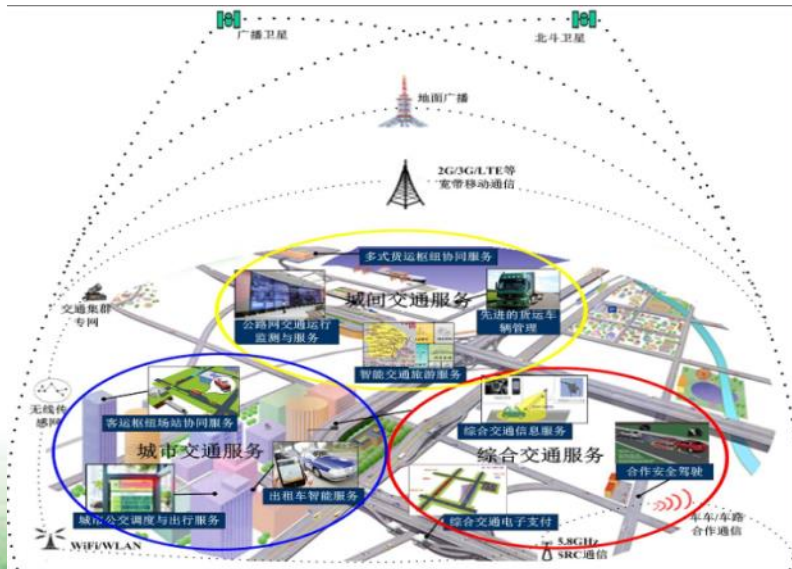 广播卫星
北斗卫星
地面广播
2G/3G/LTE等
宽带移动通信
多式货运枢纽协同服务
城间交通服务
交通集群
专网
公路网交通运行
监测与服务
先进的货运车
辆管理
智能交通旅游服务
无线传
感网
客运枢纽场站协同服务
综合交通信息服务
城市交通服务
综合交通服务
合作安全驾驶
出租车智能服务
城市公交调度与出行服务
综合交通电子支付
车车/车路
合作通信
WiFi/WLAN
5.8GHz
SRC通信